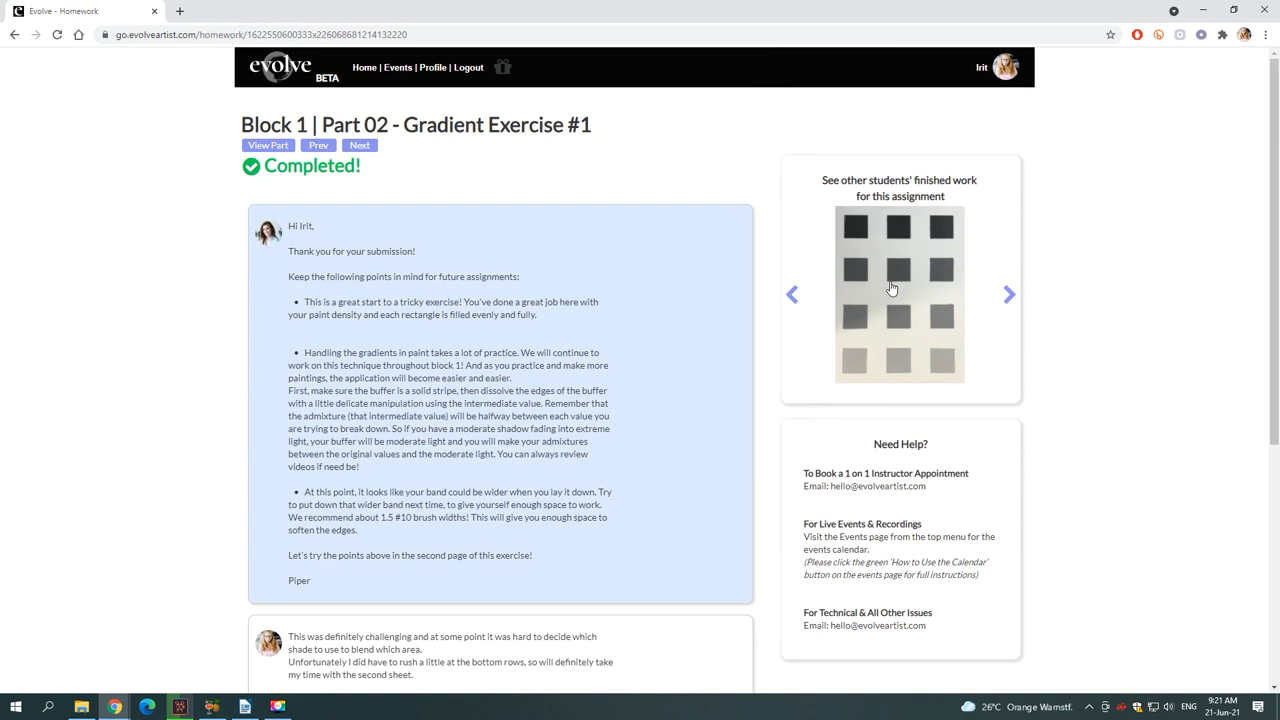 Evolve - Homework
go.evolveartist.com/homework/1622550600333x226068681214132220
evolve BETA
Home | Events | Profile | Logout
Irit
Block 1 | Part 02 - Gradient Exercise #1
View Part Prev Next
Completed!
Hi Irit,
Thank you for your submission!
Keep the following points in mind for future assignments:
• This is a great start to a tricky exercise! You've done a great job here with
your paint density and each rectangle is filled evenly and fully.
• Handling the gradients in paint takes a lot of practice. We will continue to
work on this technique throughout block 1! And as you practice and make more
paintings, the application will become easier and easier.
First, make sure the buffer is a solid stripe, then dissolve the edges of the buffer
with a little delicate manipulation using the intermediate value. Remember that
the admixture (that intermediate value) will be halfway between each value you
are trying to break down. So if you have a moderate shadow fading into extreme
light, your buffer will be moderate light and you will make your admixtures
between the original values and the moderate light. You can always review
videos if need be!
• At this point, it looks like your band could be wider when you lay it down. Try
to put down that wider band next time, to give yourself enough space to work.
We recommend about 1.5 #10 brush widths! This will give you enough space to
soften the edges.
Let's try the points above in the second page of this exercise!
Piper
This was definitely challenging and at some point it was hard to decide which
shade to use to blend which area.
Unfortunately I did have to rush a little at the bottom rows, so will definitely take
my time with the second sheet.
See other students' finished work
for this assignment
Need Help?
To Book a 1 on 1 Instructor Appointment
Email: hello@evolveartist.com
For Live Events & Recordings
Visit the Events page from the top menu for the
events calendar.
(Please click the green 'How to Use the Calendar'
button on the events page for full instructions)
For Technical & All Other Issues
Email: hello@evolveartist.com
26°C Orange Warnstf.
ENG
9:21 AM
21-Jun-21